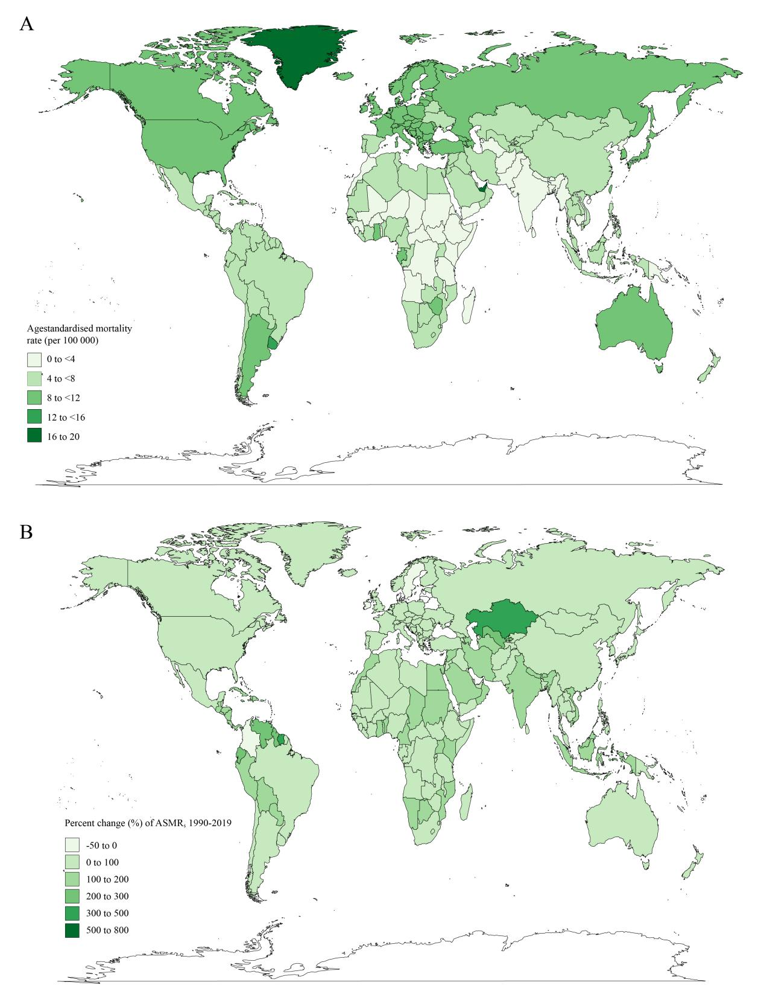 A
Agestandardised mortality
rate (per 100 000)
0 to <4
4 to <8
8 to <12
12 to <16
16 to 20
B
Percent change (%) of ASMR, 1990-2019
-50 to 0
0 to 100
100 to 200
200 to 300
300 to 500
500 to 800